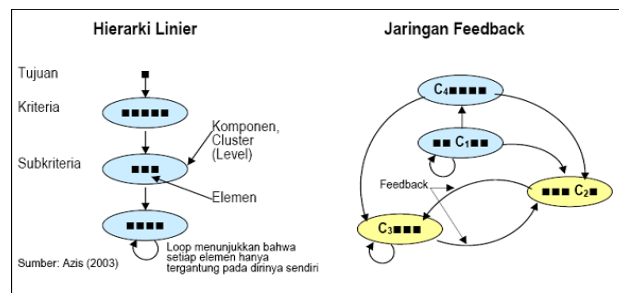 Hierarki Linier
Tujuan
Kriteria
Komponen,
Cluster
(Level)
Subkriteria
Elemen
Loop menunjukkan bahwa
setiap elemen hanya
tergantung pada dirinya sendiri
Sumber: Azis (2003)
Jaringan Feedback
C4
C1
Feedback
C2
C3